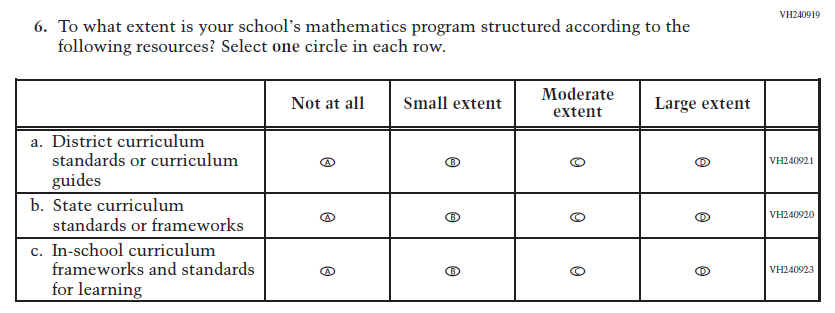 VH240919
6. To what extent is your school's mathematics program structured according to the
following resources? Select one circle in each row.
Not at all Small extent Moderate extent Large extent
a. District curriculum
standards or curriculum
guides
A B C D VH240921
b. State curriculum
standards or frameworks
A B C D VH240920
c. In-school curriculum
frameworks and standards
for learning
A B C D VH240923